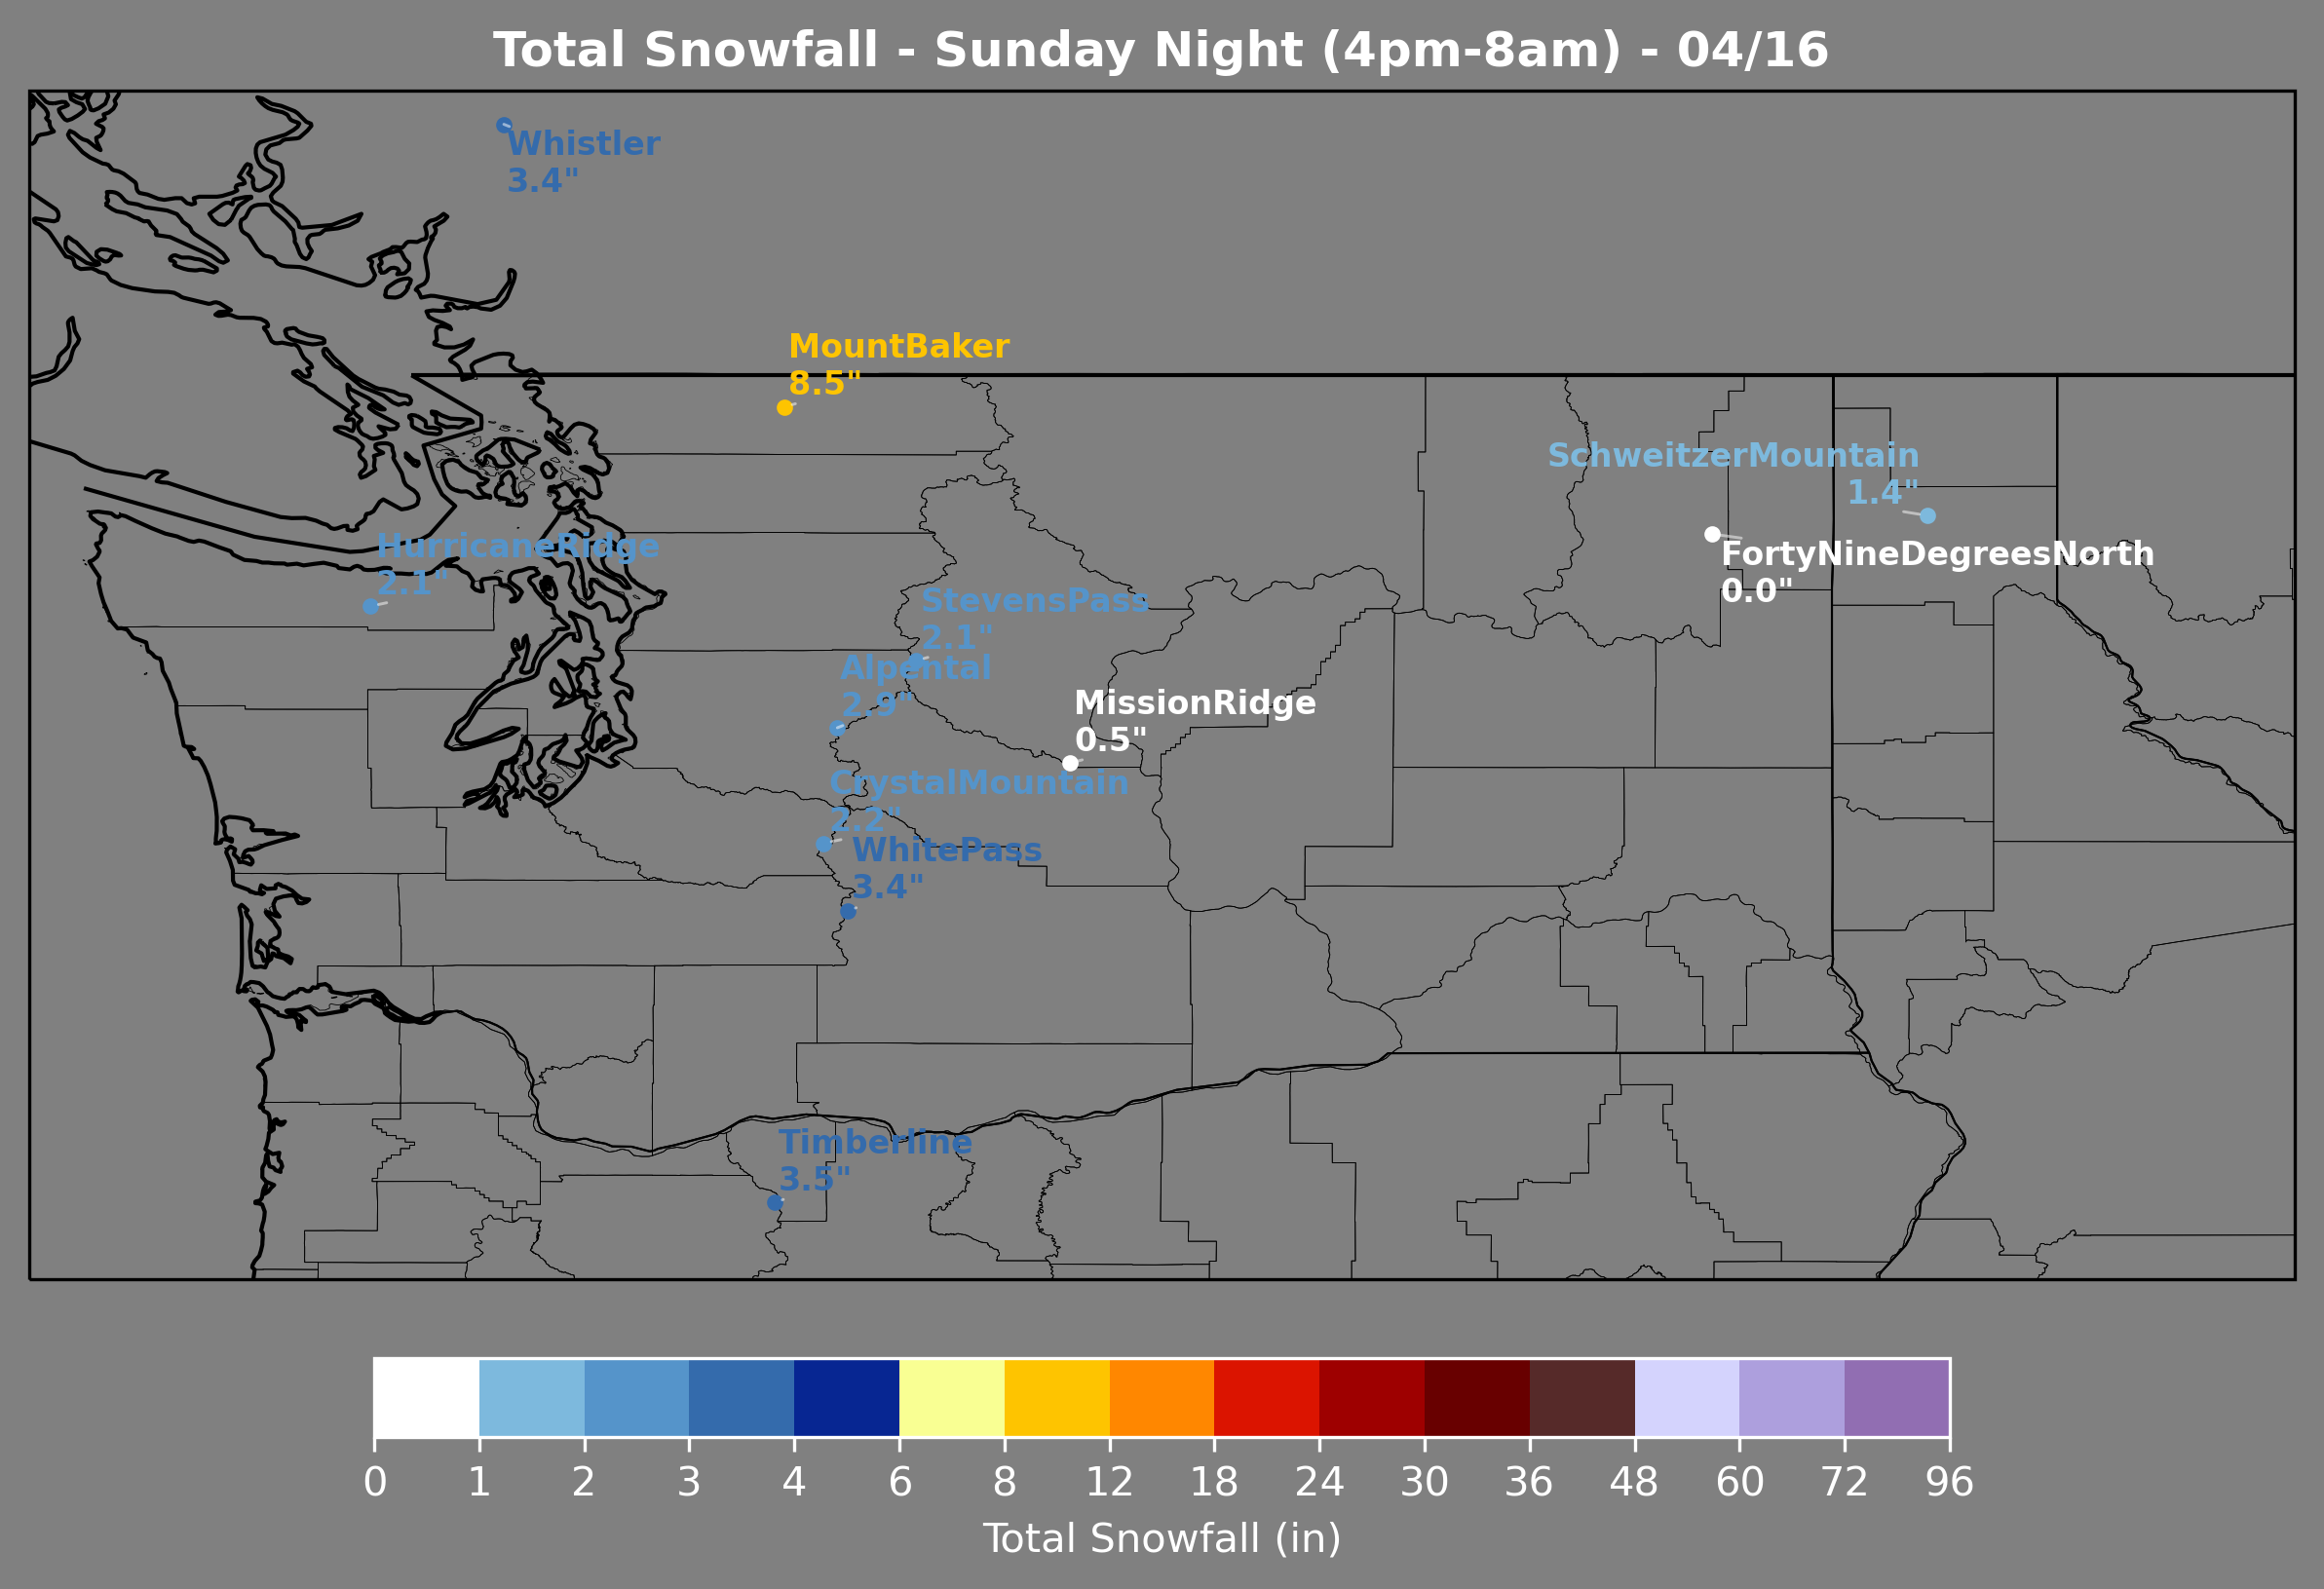 Total Snowfall - Sunday Night (4pm-8am) - 04/16
Whistler
3.4"
MountBaker
8.5"
SchweitzerMountain
1.4"
HurricaneRidge
2.1"
FortyNineDegreesNorth
0.0"
StevensPass
2.1"
Alpental
2.9"
MissionRidge
0.5"
CrystalMountain
2.2"
WhitePass
3.4"
Timberline
3.5"
0 1 2 3 4 6 8 12 18 24 30 36 48 60 72 96
Total Snowfall (in)